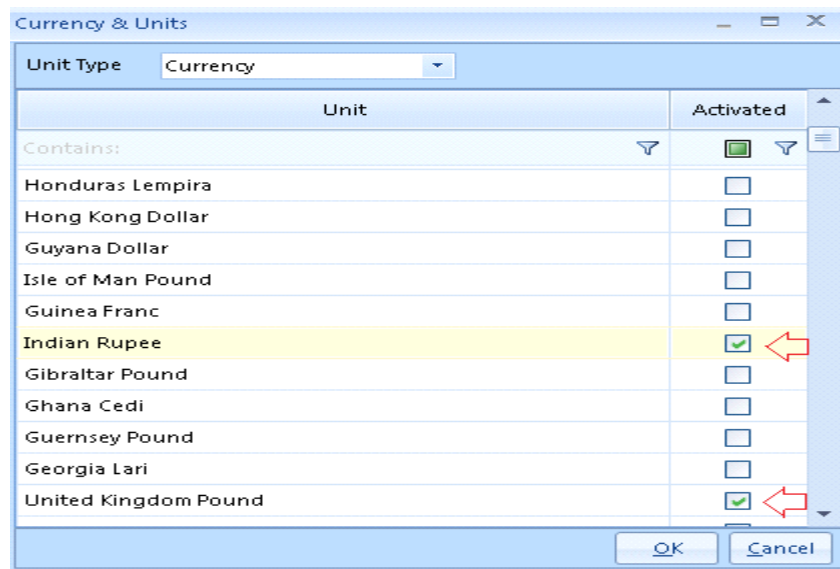 Currency & Units
Unit Type Currency
Unit Activated
Contains:
Honduras Lempira
Hong Kong Dollar
Guyana Dollar
Isle of Man Pound
Guinea Franc
Indian Rupee
Gibraltar Pound
Ghana Cedi
Guernsey Pound
Georgia Lari
United Kingdom Pound
OK Cancel